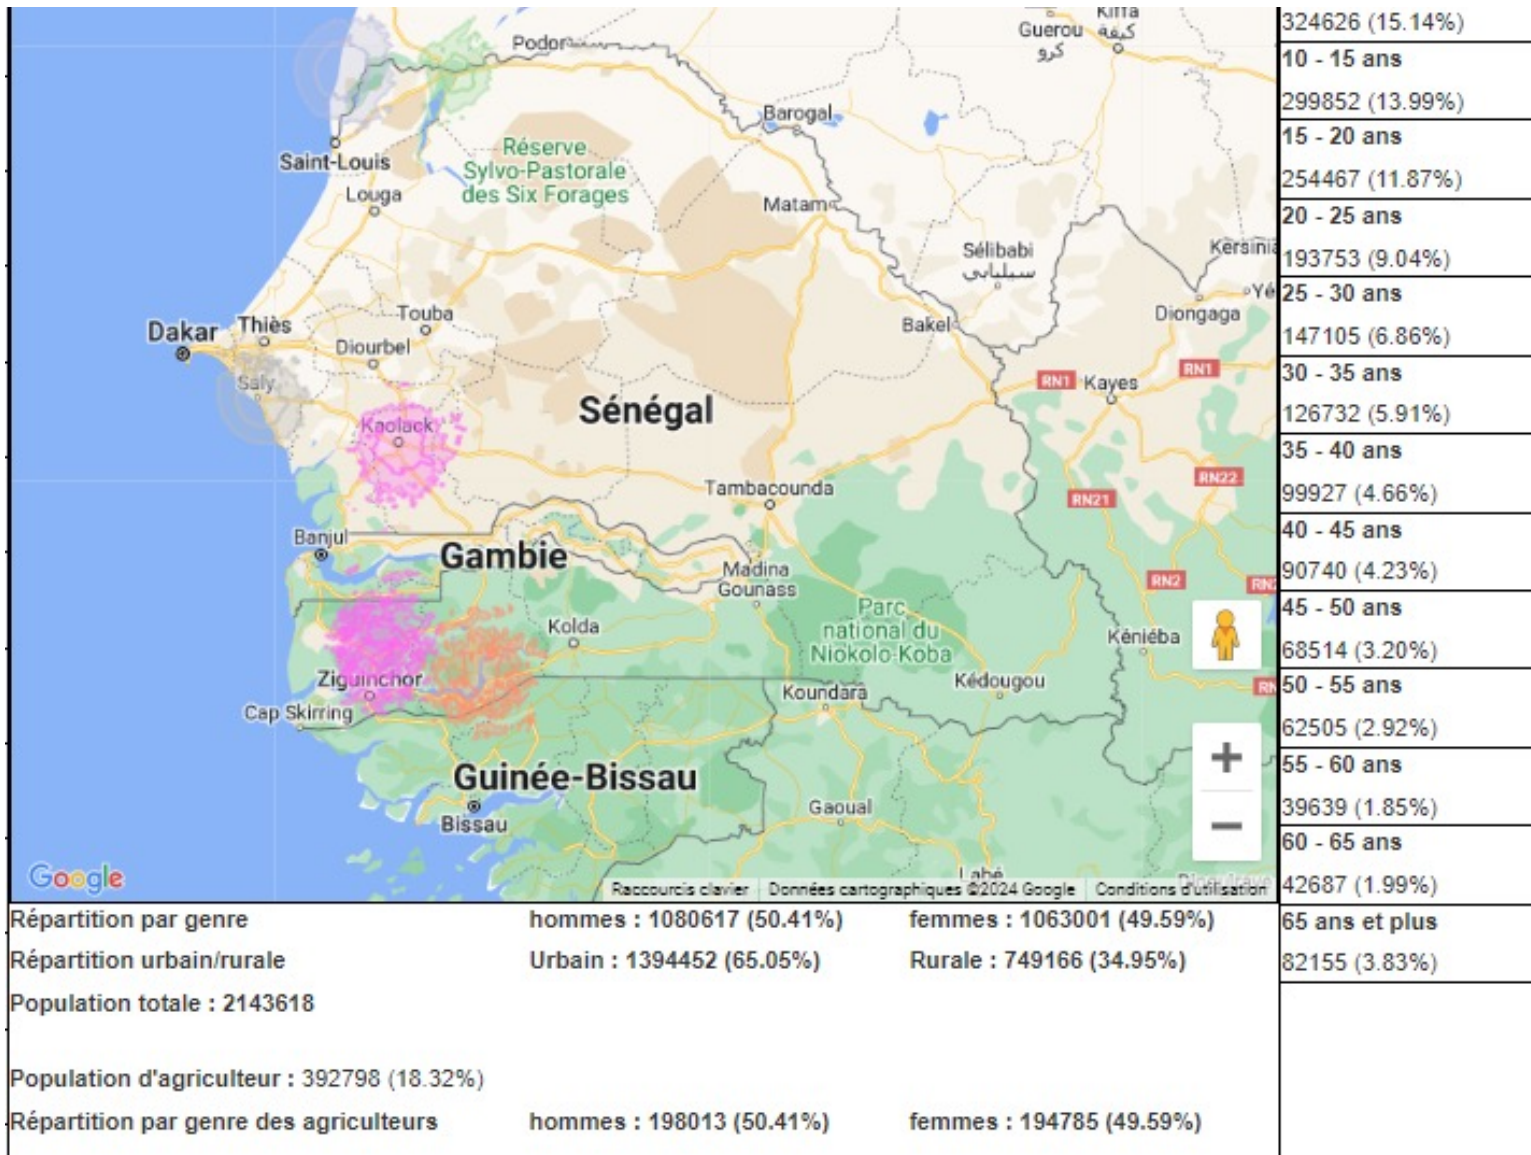 Podor
Guerou
كرو
Kiffa
كيفة
Barogal
Saint-Louis
Réserve
Sylvo-Pastorale
des Six Forages
Louga
Matam
Sélibabi
سيليبابي
Diongaga
Bakel
Touba
Dakar
Thiès
Diourbel
Saly
RN1
Kayes
RN1
Sénégal
Kaolack
RN22
Tambacounda
RN21
Banjul
Gambie
Madina
Gounass
RN2
Parc
national du
Niokolo-Koba
Kolda
Kéniéba
Ziguinchor
Koundara
Kédougou
Cap Skirring
Guinée-Bissau
Bissau
Gaoual
Labé
+
−
Google
Raccourcis clavier
Données cartographiques ©2024 Google
Conditions d'utilisation
324626 (15.14%)
10 - 15 ans
299852 (13.99%)
15 - 20 ans
254467 (11.87%)
20 - 25 ans
193753 (9.04%)
25 - 30 ans
147105 (6.86%)
30 - 35 ans
126732 (5.91%)
35 - 40 ans
99927 (4.66%)
40 - 45 ans
90740 (4.23%)
45 - 50 ans
68514 (3.20%)
50 - 55 ans
62505 (2.92%)
55 - 60 ans
39639 (1.85%)
60 - 65 ans
42687 (1.99%)
65 ans et plus
82155 (3.83%)
Répartition par genre hommes : 1080617 (50.41%) femmes : 1063001 (49.59%)
Répartition urbain/rurale Urbain : 1394452 (65.05%) Rurale : 749166 (34.95%)
Population totale : 2143618
Population d'agriculteur : 392798 (18.32%)
Répartition par genre des agriculteurs hommes : 198013 (50.41%) femmes : 194785 (49.59%)